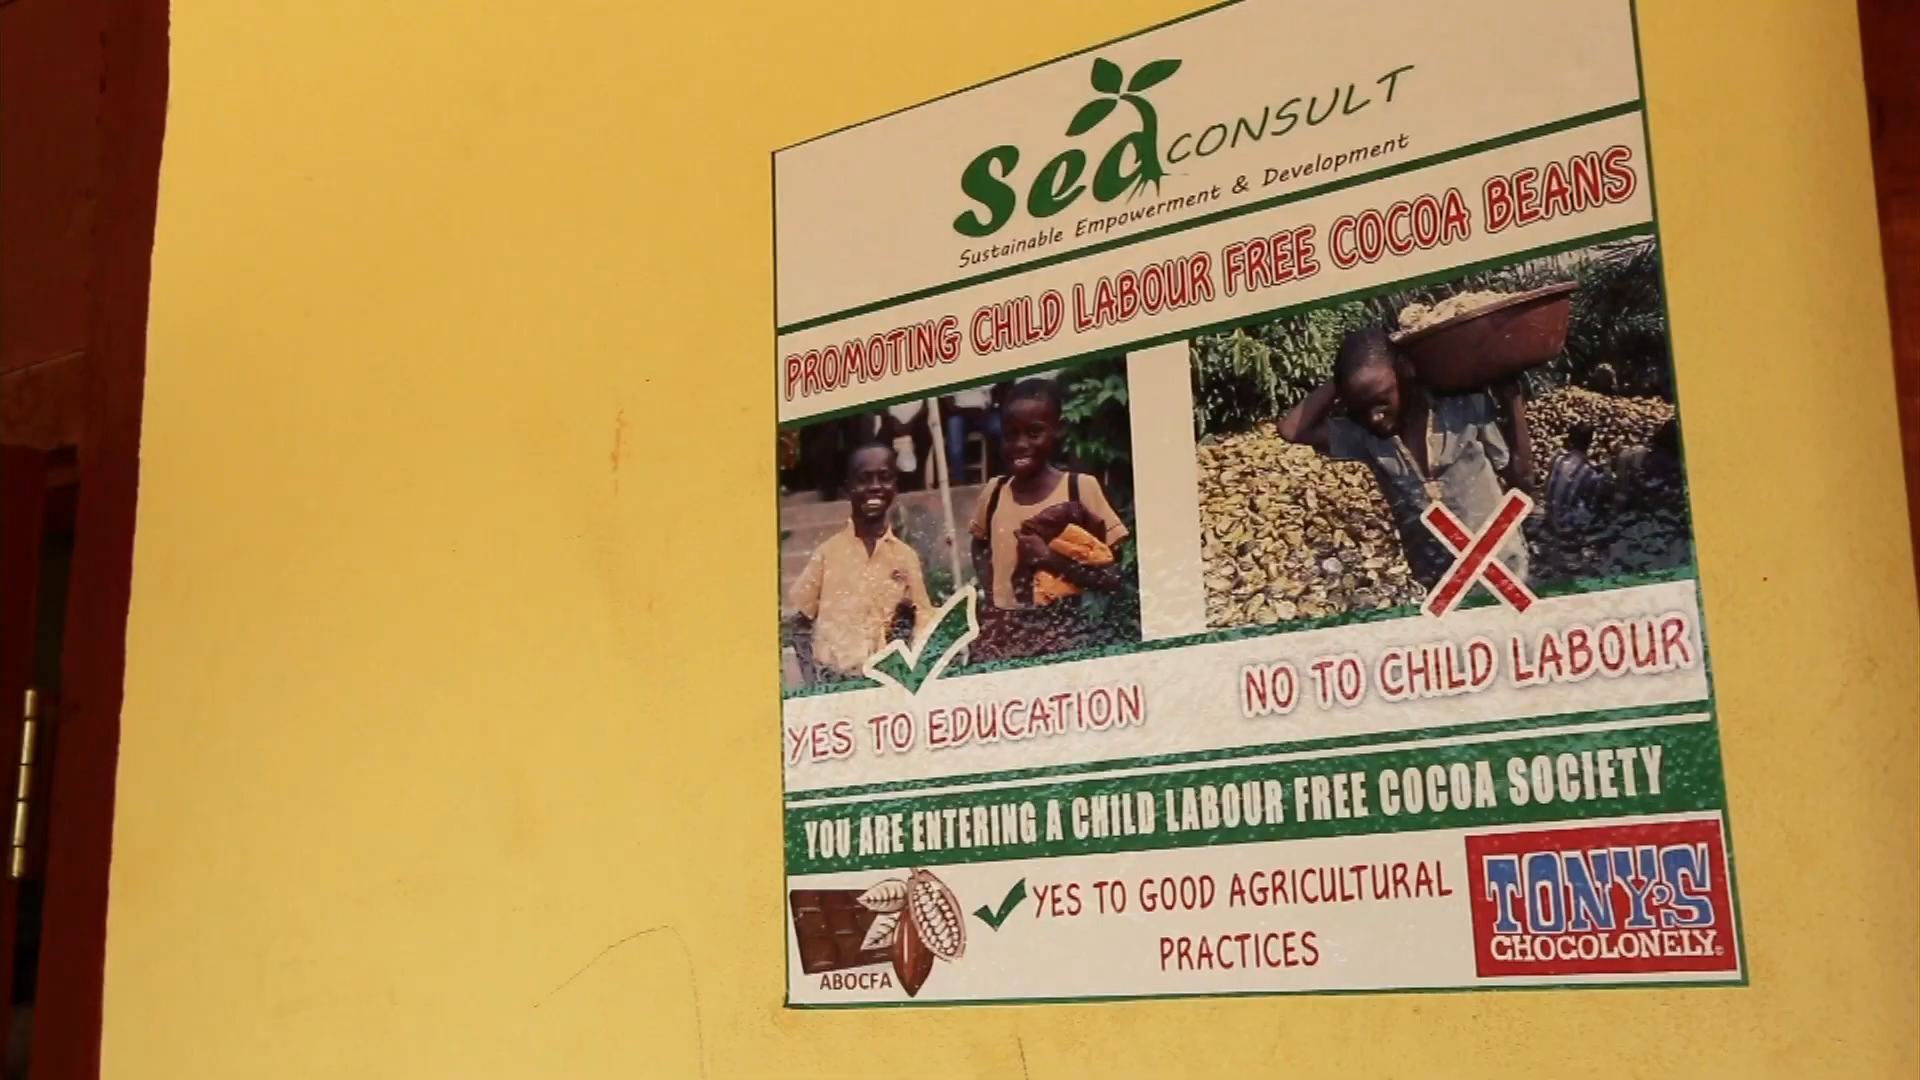 Sed CONSULT
Sustainable Empowerment & Development
PROMOTING CHILD LABOUR FREE COCOA BEANS
YES TO EDUCATION
NO TO CHILD LABOUR
YOU ARE ENTERING A CHILD LABOUR FREE COCOA SOCIETY
ABOCFA
YES TO GOOD AGRICULTURAL
PRACTICES
TONY'S
CHOCOLONELY